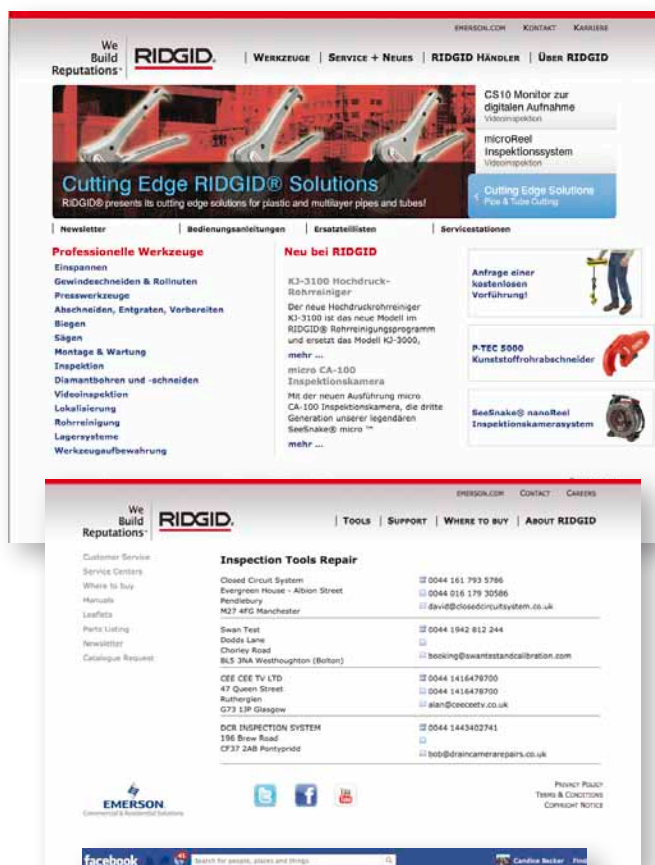 EMERSON.COM KONTAKT KARRIERE
We
Build
Reputations™
RIDGID®
WERKZEUGE | SERVICE + NEUES | RIDGID HÄNDLER | ÜBER RIDGID
CS10 Monitor zur
digitalen Aufnahme
Videoinspektion
microReel
Inspektionssystem
Videoinspektion
Cutting Edge Solutions
Pipe & Tube Cutting
Cutting Edge RIDGID® Solutions
RIDGID® presents its cutting edge solutions for plastic and multilayer pipes and tubes!
Newsletter | Bedienungsanleitungen | Ersatzteillisten | Servicestationen
Professionelle Werkzeuge
Einspannen
Gewindeschneiden & Rollnuten
Presswerkzeuge
Abschneiden, Entgraten, Vorbereiten
Biegen
Sägen
Montage & Wartung
Inspektion
Diamantbohren und -schneiden
Videoinspektion
Lokalisierung
Rohrreinigung
Lagersysteme
Werkzeugaufbewahrung
Neu bei RIDGID
KJ-3100 Hochdruck-
Rohrreiniger
Der neue Hochdruckrohrreiniger
KJ-3100 ist das neue Modell im
RIDGID® Rohrreinigungsprogramm
und ersetzt das Modell KJ-3000,
mehr ...
micro CA-100
Inspektionskamera
Mit der neuen Ausführung micro
CA-100 Inspektionskamera, die dritte
Generation unserer legendären
SeeSnake® micro ™
mehr ...
Anfrage einer
kostenlosen
Vorführung!
P-TEC 5000
Kunststoffrohrabschneider
SeeSnake® nanoReel
Inspektionskamerasystem
EMERSON.COM CONTACT CAREERS
We
Build
Reputations™
RIDGID®
TOOLS | SUPPORT | WHERE TO BUY | ABOUT RIDGID
Customer Service
Service Centers
Where to buy
Manuals
Leaflets
Parts Listing
Newsletter
Catalogue Request
Inspection Tools Repair
Closed Circuit System
Evergreen House - Albion Street
Pendlebury
M27 4FG Manchester
0044 161 793 5786
0044 016 179 30586
david@closedcircuitsystem.co.uk
Swan Test
Dodds Lane
Chorley Road
BL5 3NA Westhoughton (Bolton)
0044 1942 812 244
booking@swantestandcalibration.com
CEE CEE TV LTD
47 Queen Street
Rutherglen
G73 1JP Glasgow
0044 1416478700
0044 1416478700
alan@ceeceetv.co.uk
DCR INSPECTION SYSTEM
196 Brew Road
CF37 2AB Pontypridd
0044 1443402741
bob@draincamerarepairs.co.uk
EMERSON
Commercial & Residential Solutions
You
Tube
PRIVACY POLICY
TERMS & CONDITIONS
COPYRIGHT NOTICE
facebook
41
Search for people, places and things
Candice Becker